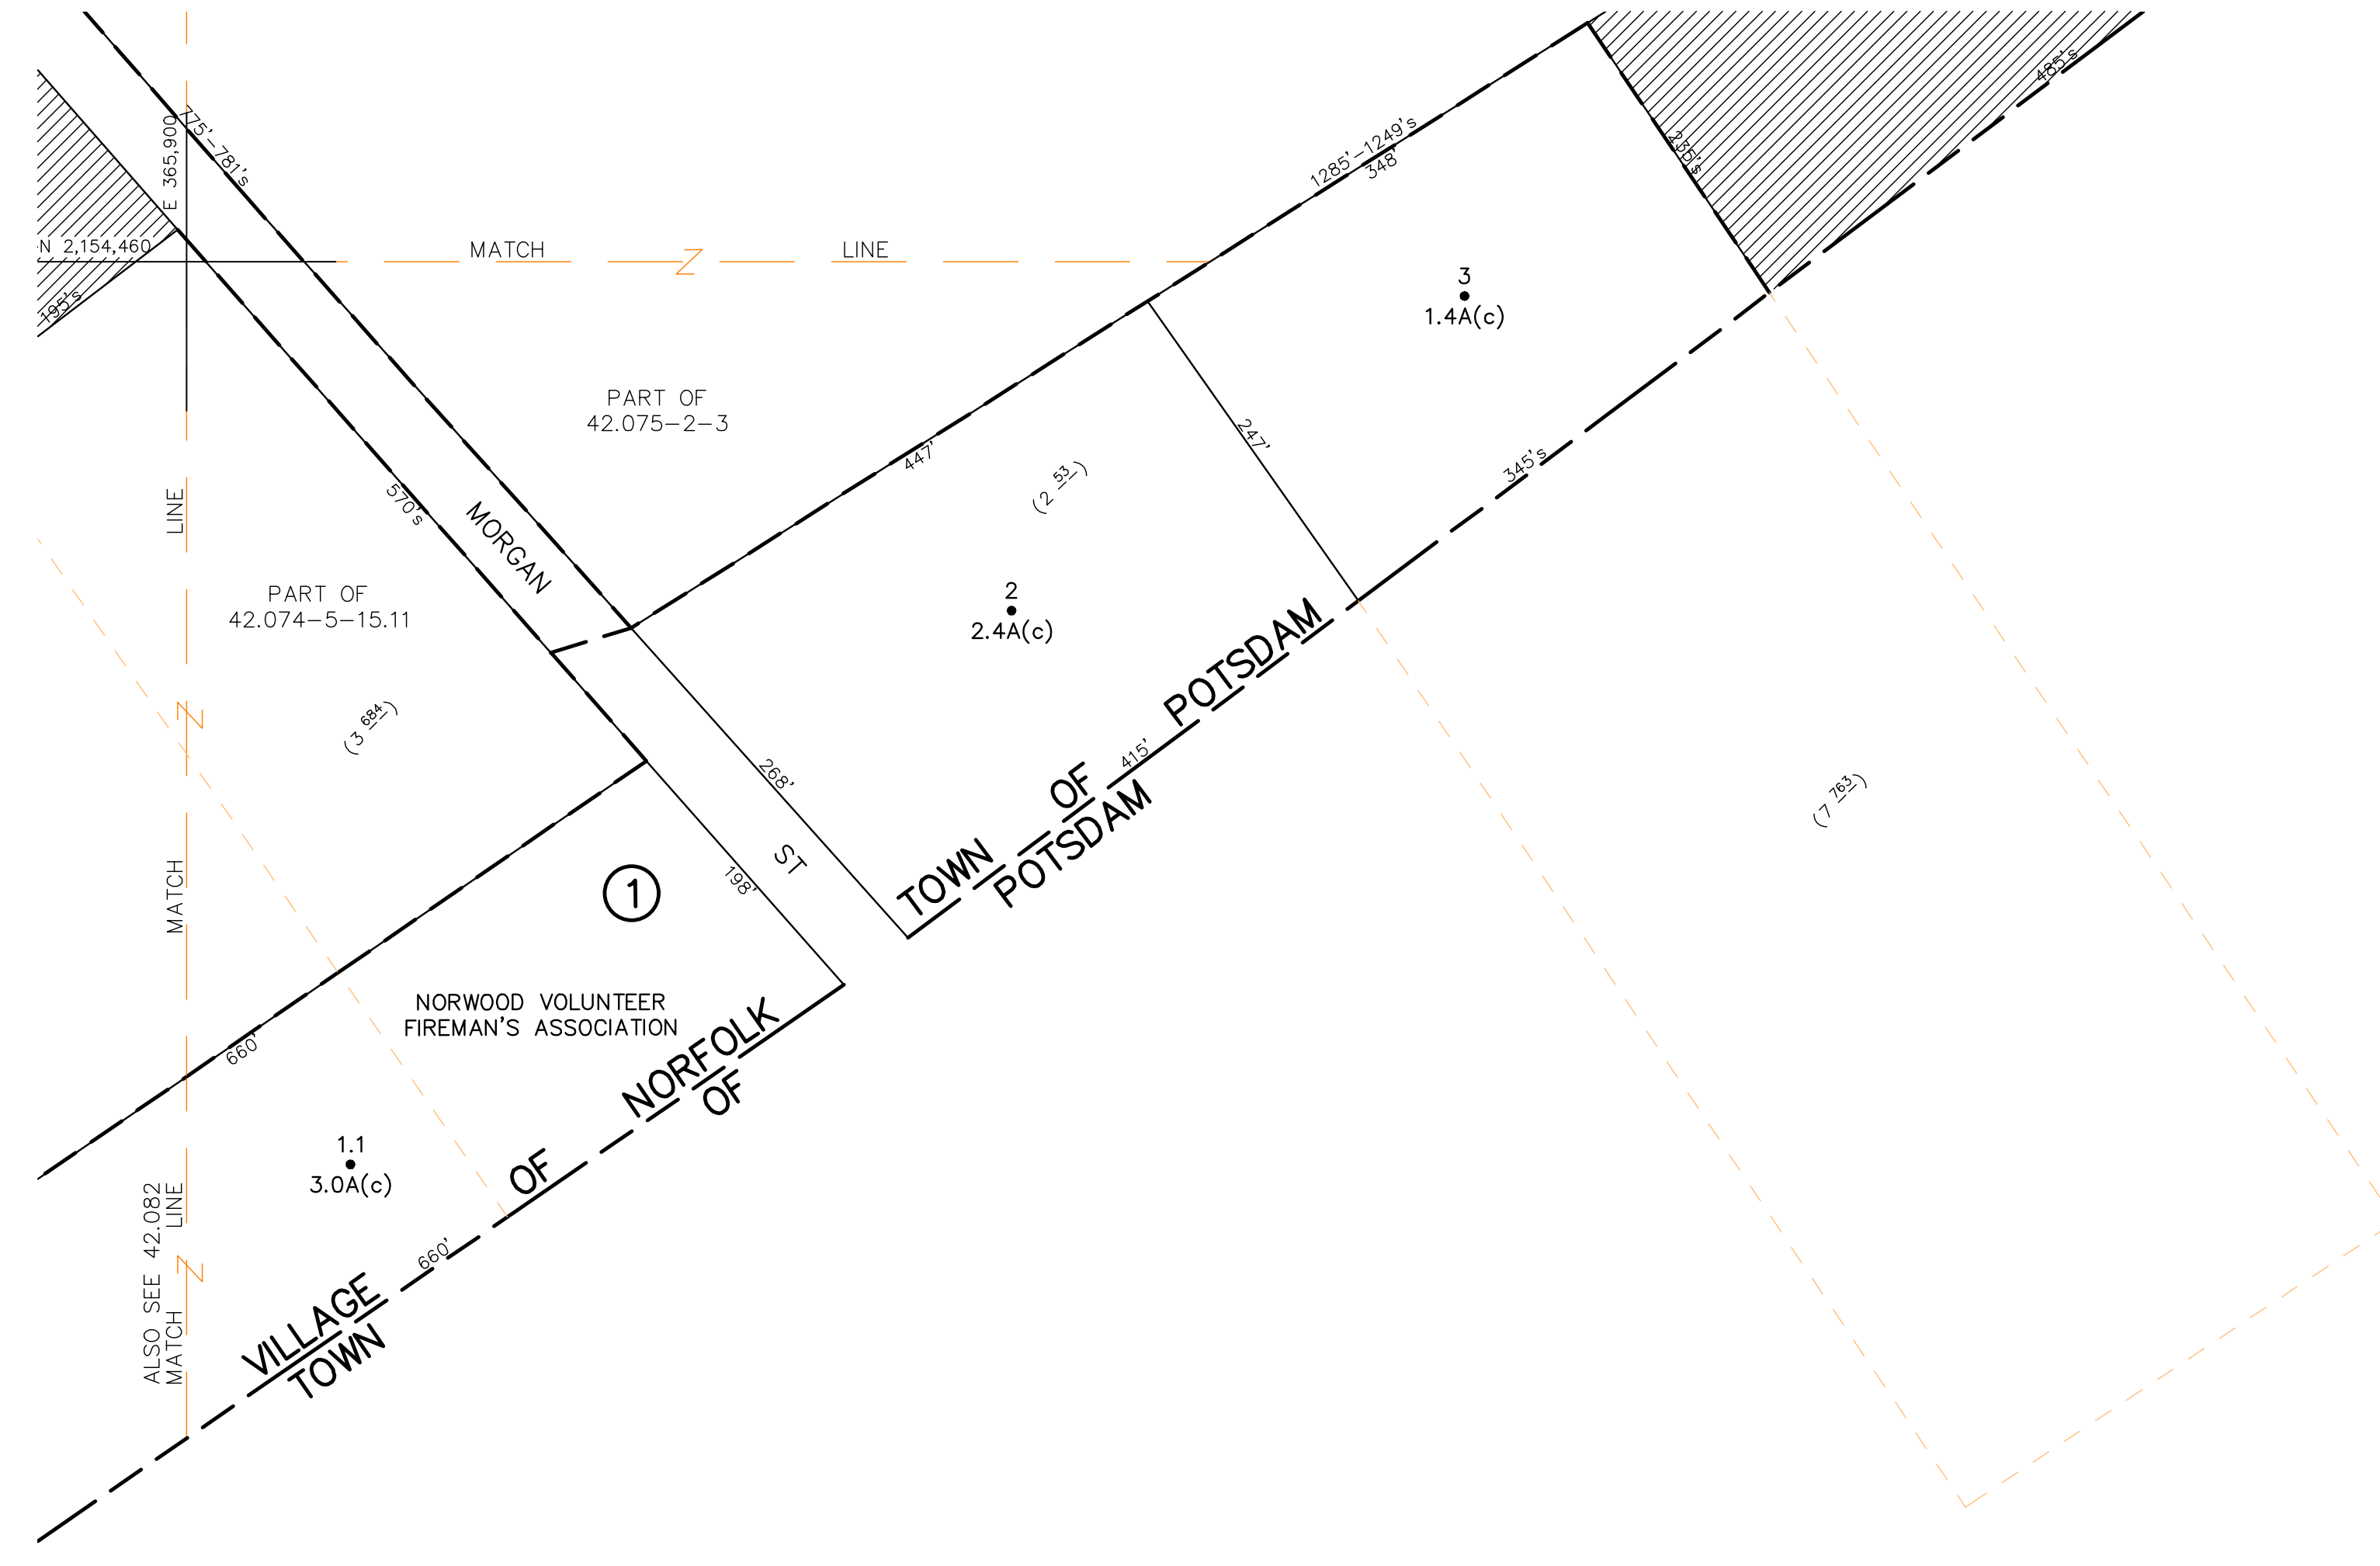 775'-781's
E 365,900
N 2,154,460
195's
MATCH LINE
1285'-1249's
348'
235's
485's
3
1.4A(c)
PART OF
42.075-2-3
447'
(2 53)
247'
345's
LINE
570's
MORGAN
PART OF
42.074-5-15.11
2
2.4A(c)
(3 684)
268'
ST
198'
TOWN OF POTSDAM
415'
POTSDAM
(7 763)
MATCH
1
NORWOOD VOLUNTEER
FIREMAN'S ASSOCIATION
660'
1.1
3.0A(c)
ALSO SEE 42.082
MATCH LINE
VILLAGE OF NORFOLK
TOWN OF
660'